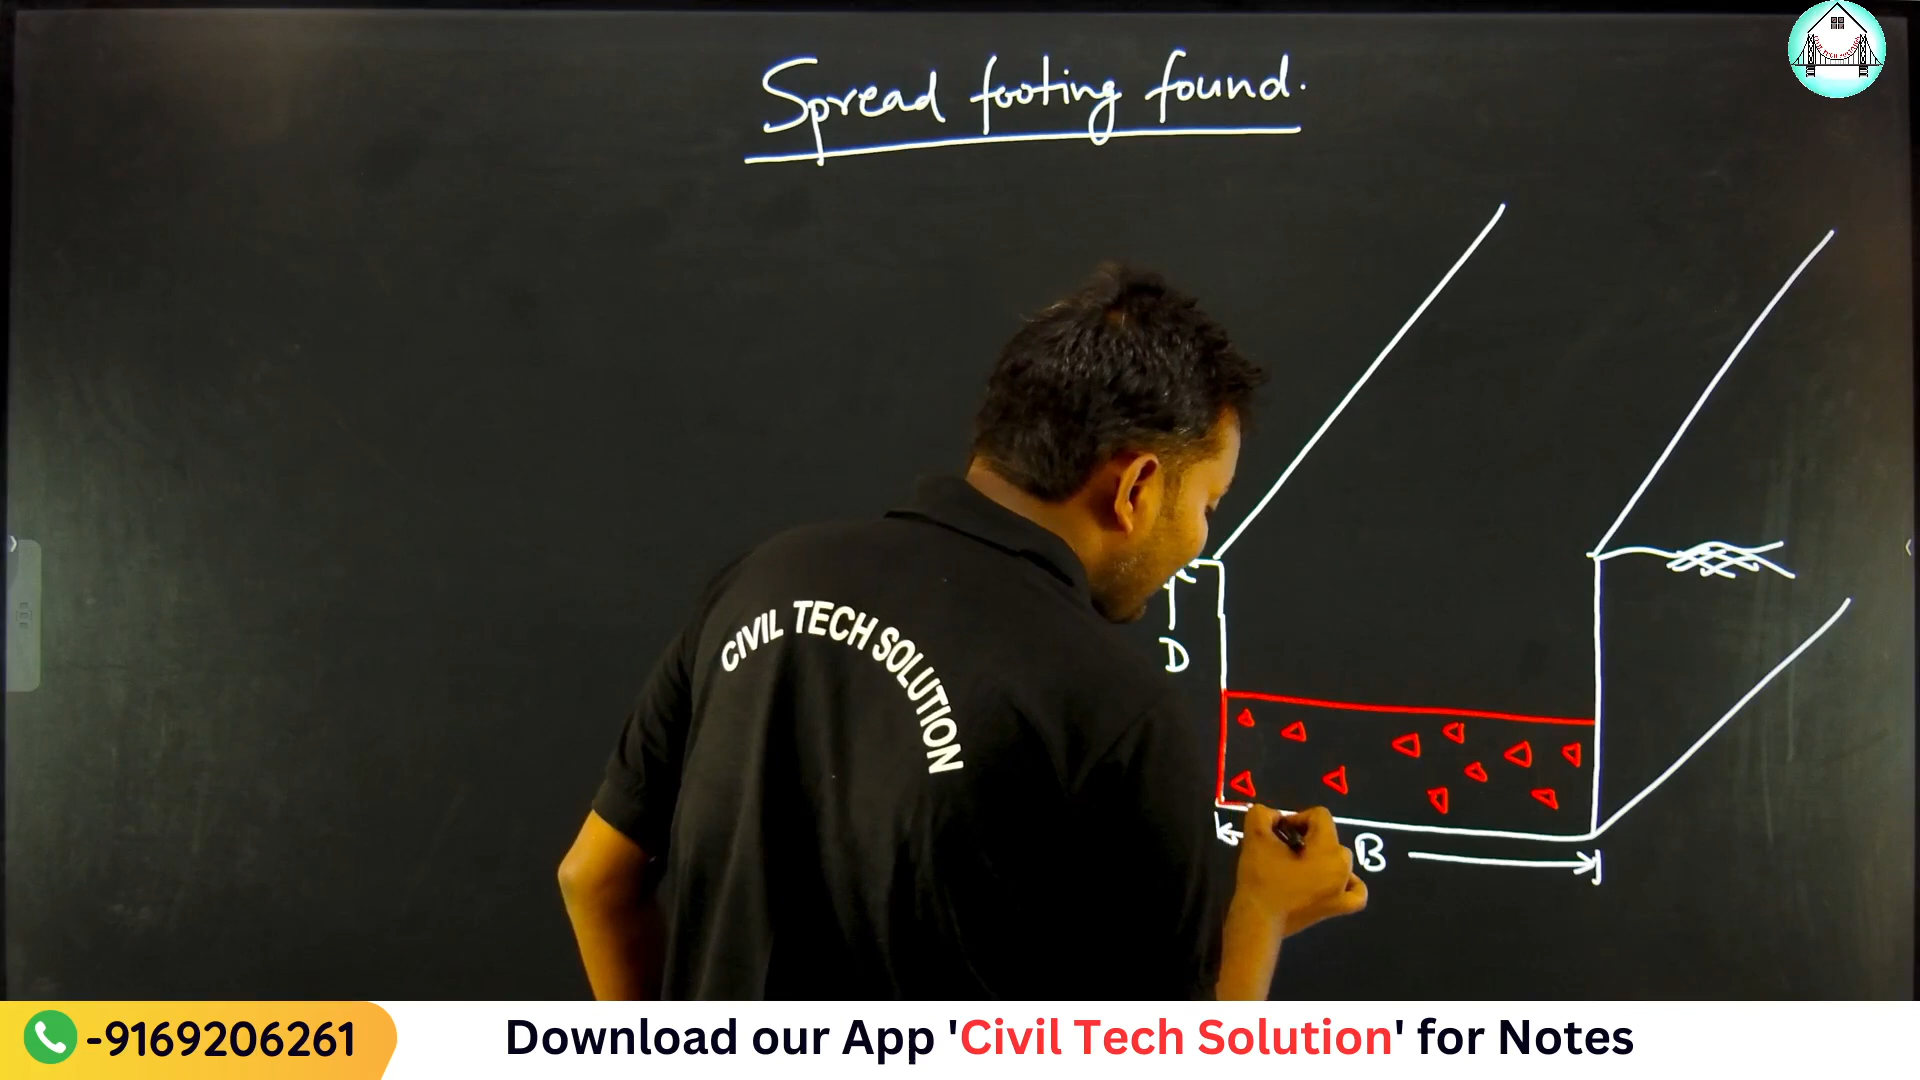 Spread footing found.
CIVIL TECH SOLUTION
D
B
-9169206261
Download our App 'Civil Tech Solution' for Notes